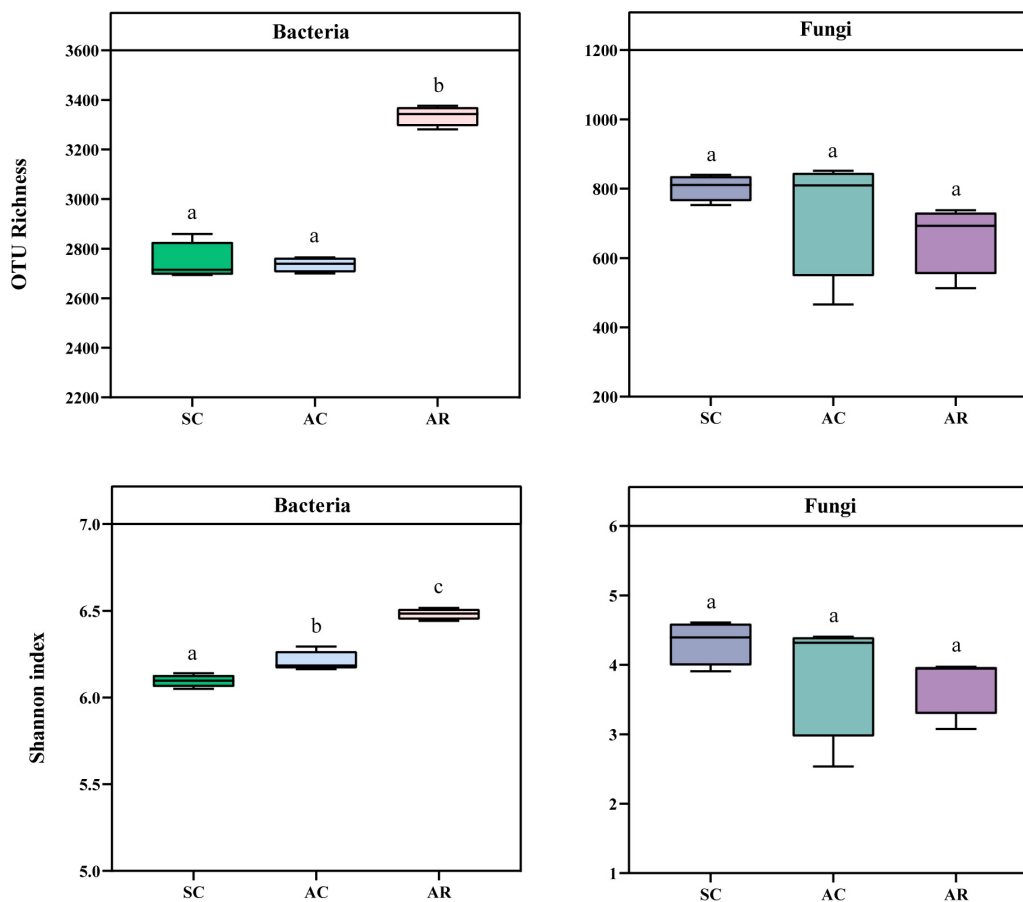 Bacteria
OTU Richness
3600
3400
3200
3000
2800
2600
2400
2200
a
a
b
SC AC AR
Fungi
1200
1000
800
600
400
200
a
a
a
SC AC AR
Bacteria
Shannon index
7.0
6.5
6.0
5.5
5.0
a
b
c
SC AC AR
Fungi
6
5
4
3
2
1
a
a
a
SC AC AR